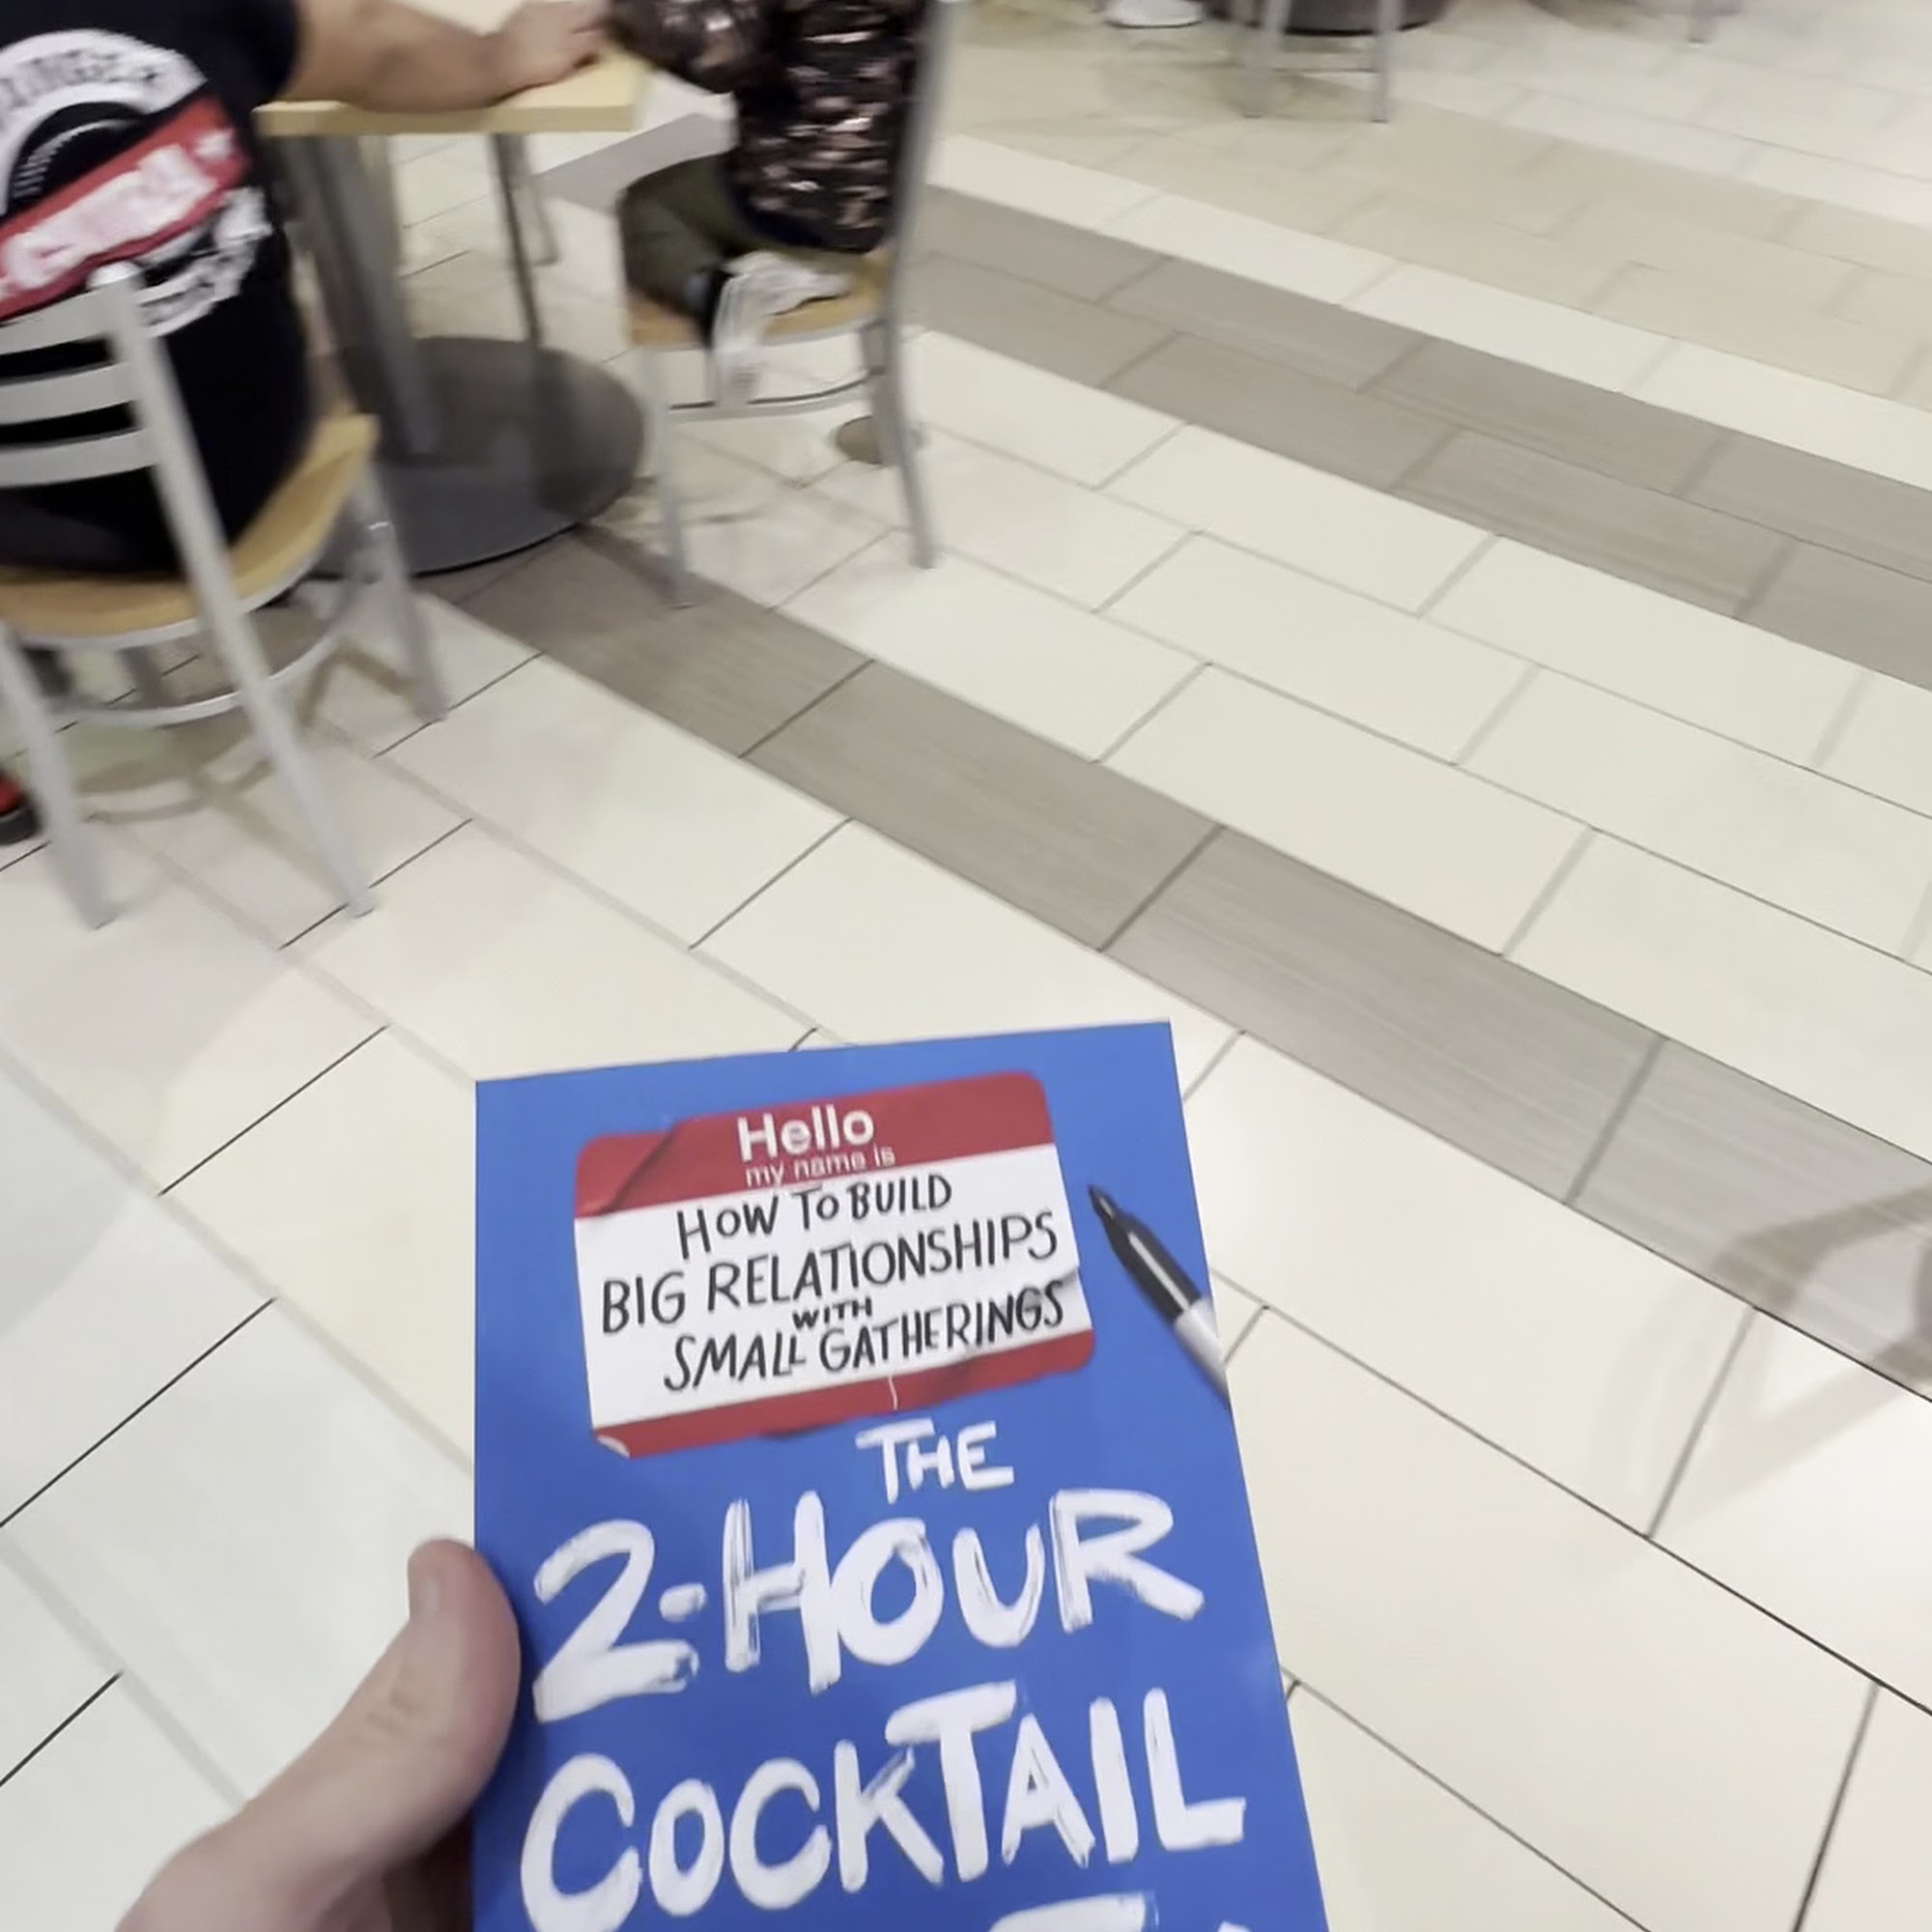 Hello
my name is
HOW TO BUILD
BIG RELATIONSHIPS
WITH
SMALL GATHERINGS
THE
2-HOUR
COCKTAIL